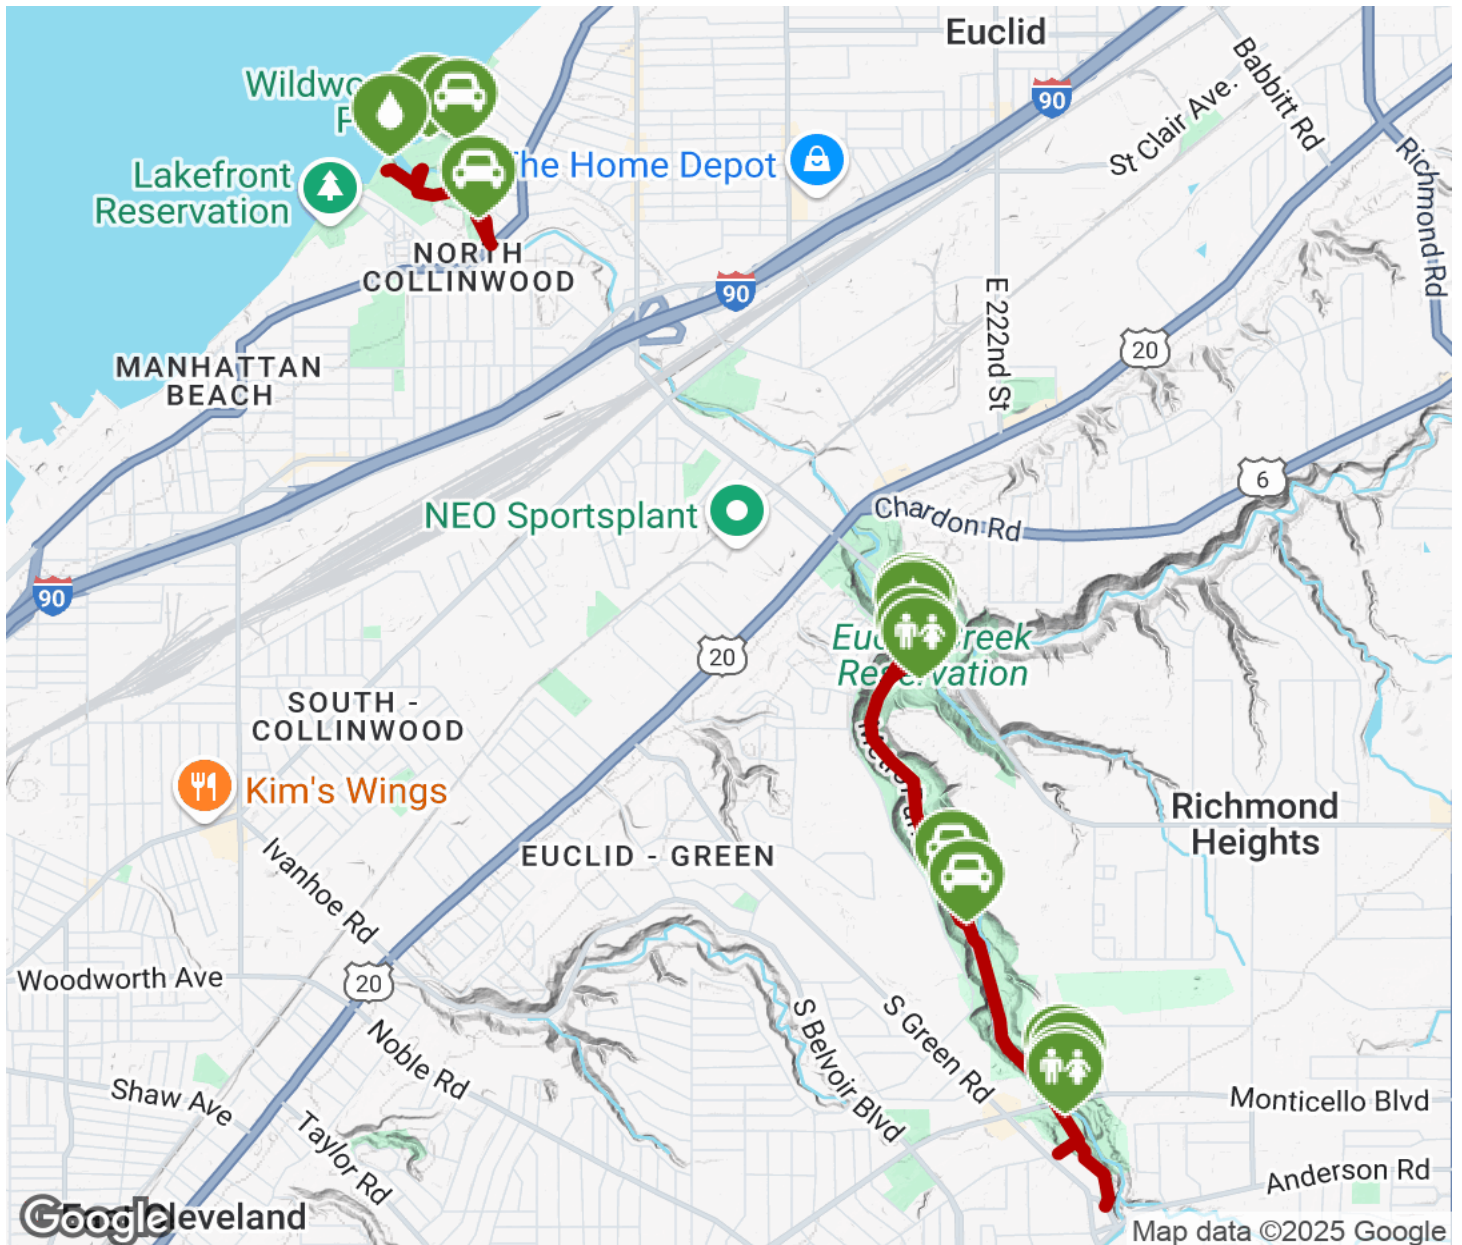 Euclid
Babbitt Rd
90
St Clair Ave.
Richmond Rd
The Home Depot
Lakefront
Reservation
NORTH
COLLINWOOD
90
E 222nd St
20
MANHATTAN
BEACH
6
NEO Sportsplant
Chardon Rd
90
20
Reservation
SOUTH -
COLLINWOOD
Kim's Wings
Richmond
Heights
EUCLID - GREEN
Ivanhoe Rd
Woodworth Ave
20
S Belvoir Blvd
S Green Rd
Noble Rd
Shaw Ave
Taylor Rd
Monticello Blvd
Anderson Rd
Google
Cleveland
Map data ©2025 Google